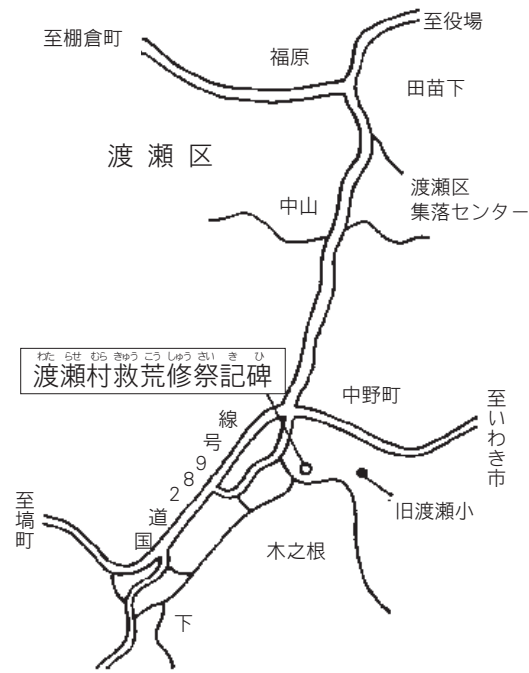 至役場
至棚倉町
福原
田苗下
渡瀬区
渡瀬区
集落センター
中山
わた らせ むら きゅう こう しゅう さい き ひ
渡瀬村救荒修祭記碑
中野町
至いわき市
国道289号線
旧渡瀬小
至塙町
木之根
下